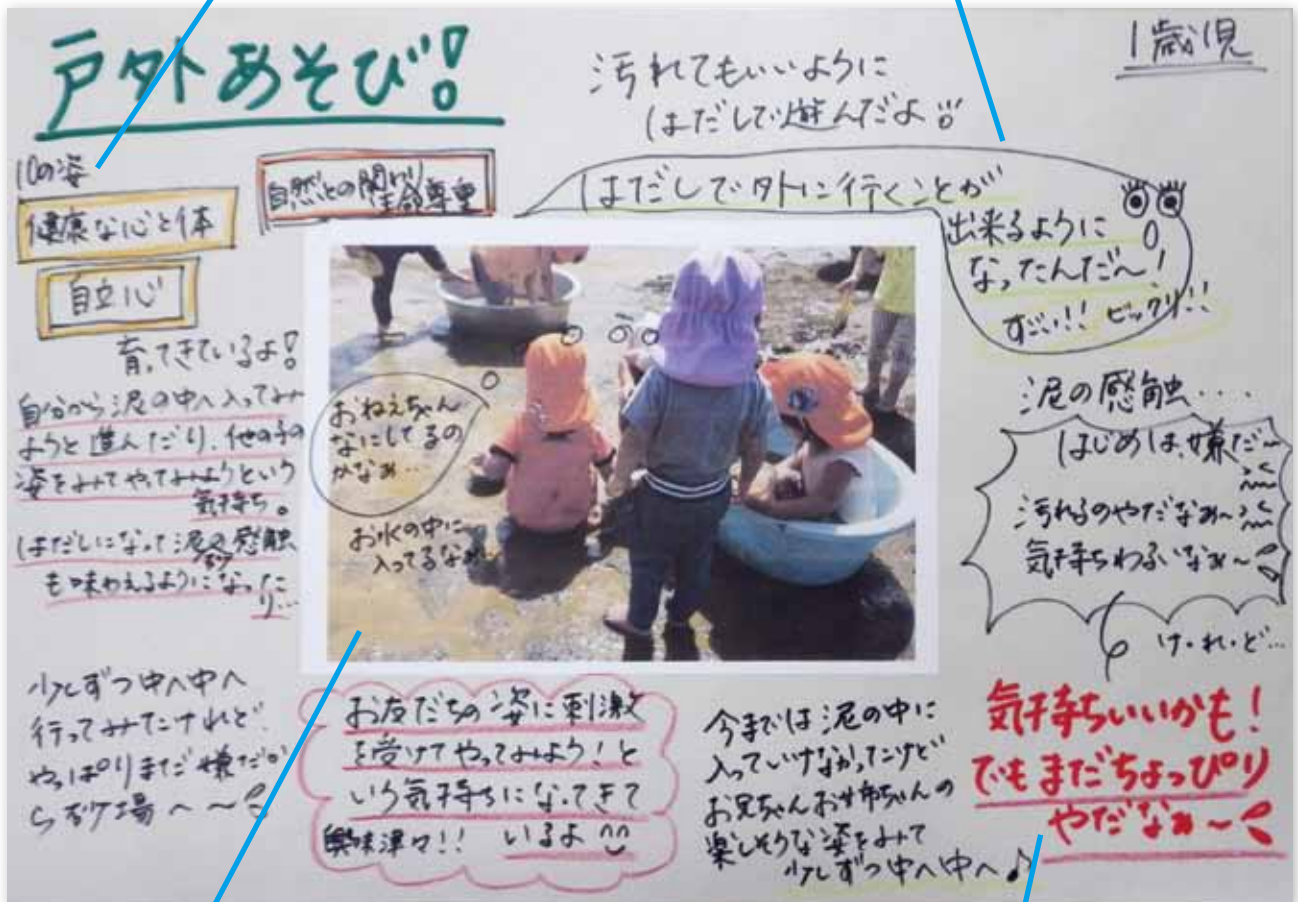 戸外あそび!!
1歳児
汚れてもいいように
はだしで遊んだよ!!
10の姿
健康な心と体
自立心
自然との関り
生命尊重
育ってきているよ!!
自分から泥の中へ入ってみ
ようと進んだり、他の子の
姿をみてやってみようという
気持ち。
はだしになって泥の感触
も味わえるようになった
り…
少しずつ中へ中へ
行ってみたけれど
やっぱりまだ嫌だか
ら砂場へ〜
はだしで外に行くことが
出来るように
なったんだ〜!
すごい!!ビックリ!!
おねえちゃん
なにしてるの
かなぁ…
お水の中に
入ってるなぁ
泥の感触・・・
はじめは、嫌だ〜
汚れるのやだなぁ〜
気持ちわるいなぁ〜
け・れ・ど…
気持ちいいかも!
でもまだちょっぴり
やだなぁ〜
お友だちの姿に刺激
を受けてやってみよう!と
いう気持ちになってきて
いるよ
興味津々!!
今までは泥の中に
入っていけなかったけど
お兄ちゃんお姉ちゃんの
楽しそうな姿をみて
少しずつ中へ中へ♪